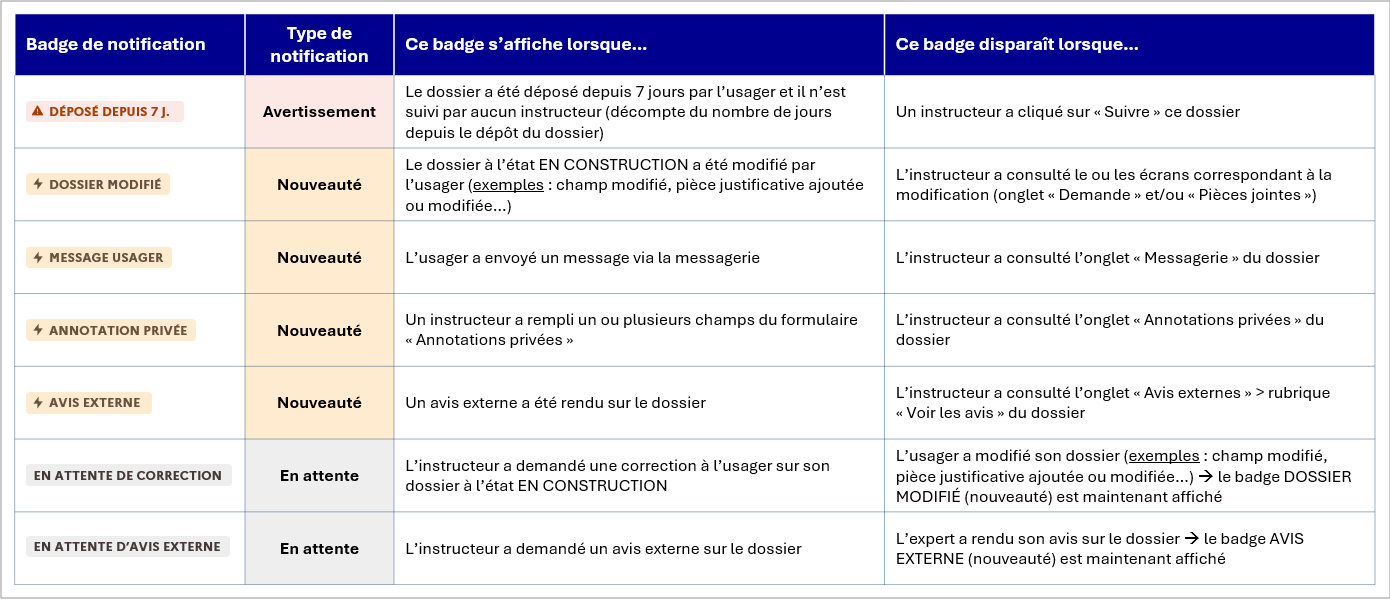 Badge de notification
Type de
notification
Ce badge s’affiche lorsque…
Ce badge disparaît lorsque…
DÉPOSÉ DEPUIS 7 J.
Avertissement
Le dossier a été déposé depuis 7 jours par l’usager et il n’est
suivi par aucun instructeur (décompte du nombre de jours
depuis le dépôt du dossier)
Un instructeur a cliqué sur « Suivre » ce dossier
DOSSIER MODIFIÉ
Nouveauté
Le dossier à l’état EN CONSTRUCTION a été modifié par
l’usager (exemples : champ modifié, pièce justificative ajoutée
ou modifiée…)
L’instructeur a consulté le ou les écrans correspondant à la
modification (onglet « Demande » et/ou « Pièces jointes »)
MESSAGE USAGER
Nouveauté
L’usager a envoyé un message via la messagerie
L’instructeur a consulté l’onglet « Messagerie » du dossier
ANNOTATION PRIVÉE
Nouveauté
Un instructeur a rempli un ou plusieurs champs du formulaire
« Annotations privées »
L’instructeur a consulté l’onglet « Annotations privées » du
dossier
AVIS EXTERNE
Nouveauté
Un avis externe a été rendu sur le dossier
L’instructeur a consulté l’onglet « Avis externes » > rubrique
« Voir les avis » du dossier
EN ATTENTE DE CORRECTION
En attente
L’instructeur a demandé une correction à l’usager sur son
dossier à l’état EN CONSTRUCTION
L’usager a modifié son dossier (exemples : champ modifié,
pièce justificative ajoutée ou modifiée…) → le badge DOSSIER
MODIFIÉ (nouveauté) est maintenant affiché
EN ATTENTE D’AVIS EXTERNE
En attente
L’instructeur a demandé un avis externe sur le dossier
L’expert a rendu son avis sur le dossier → le badge AVIS
EXTERNE (nouveauté) est maintenant affiché